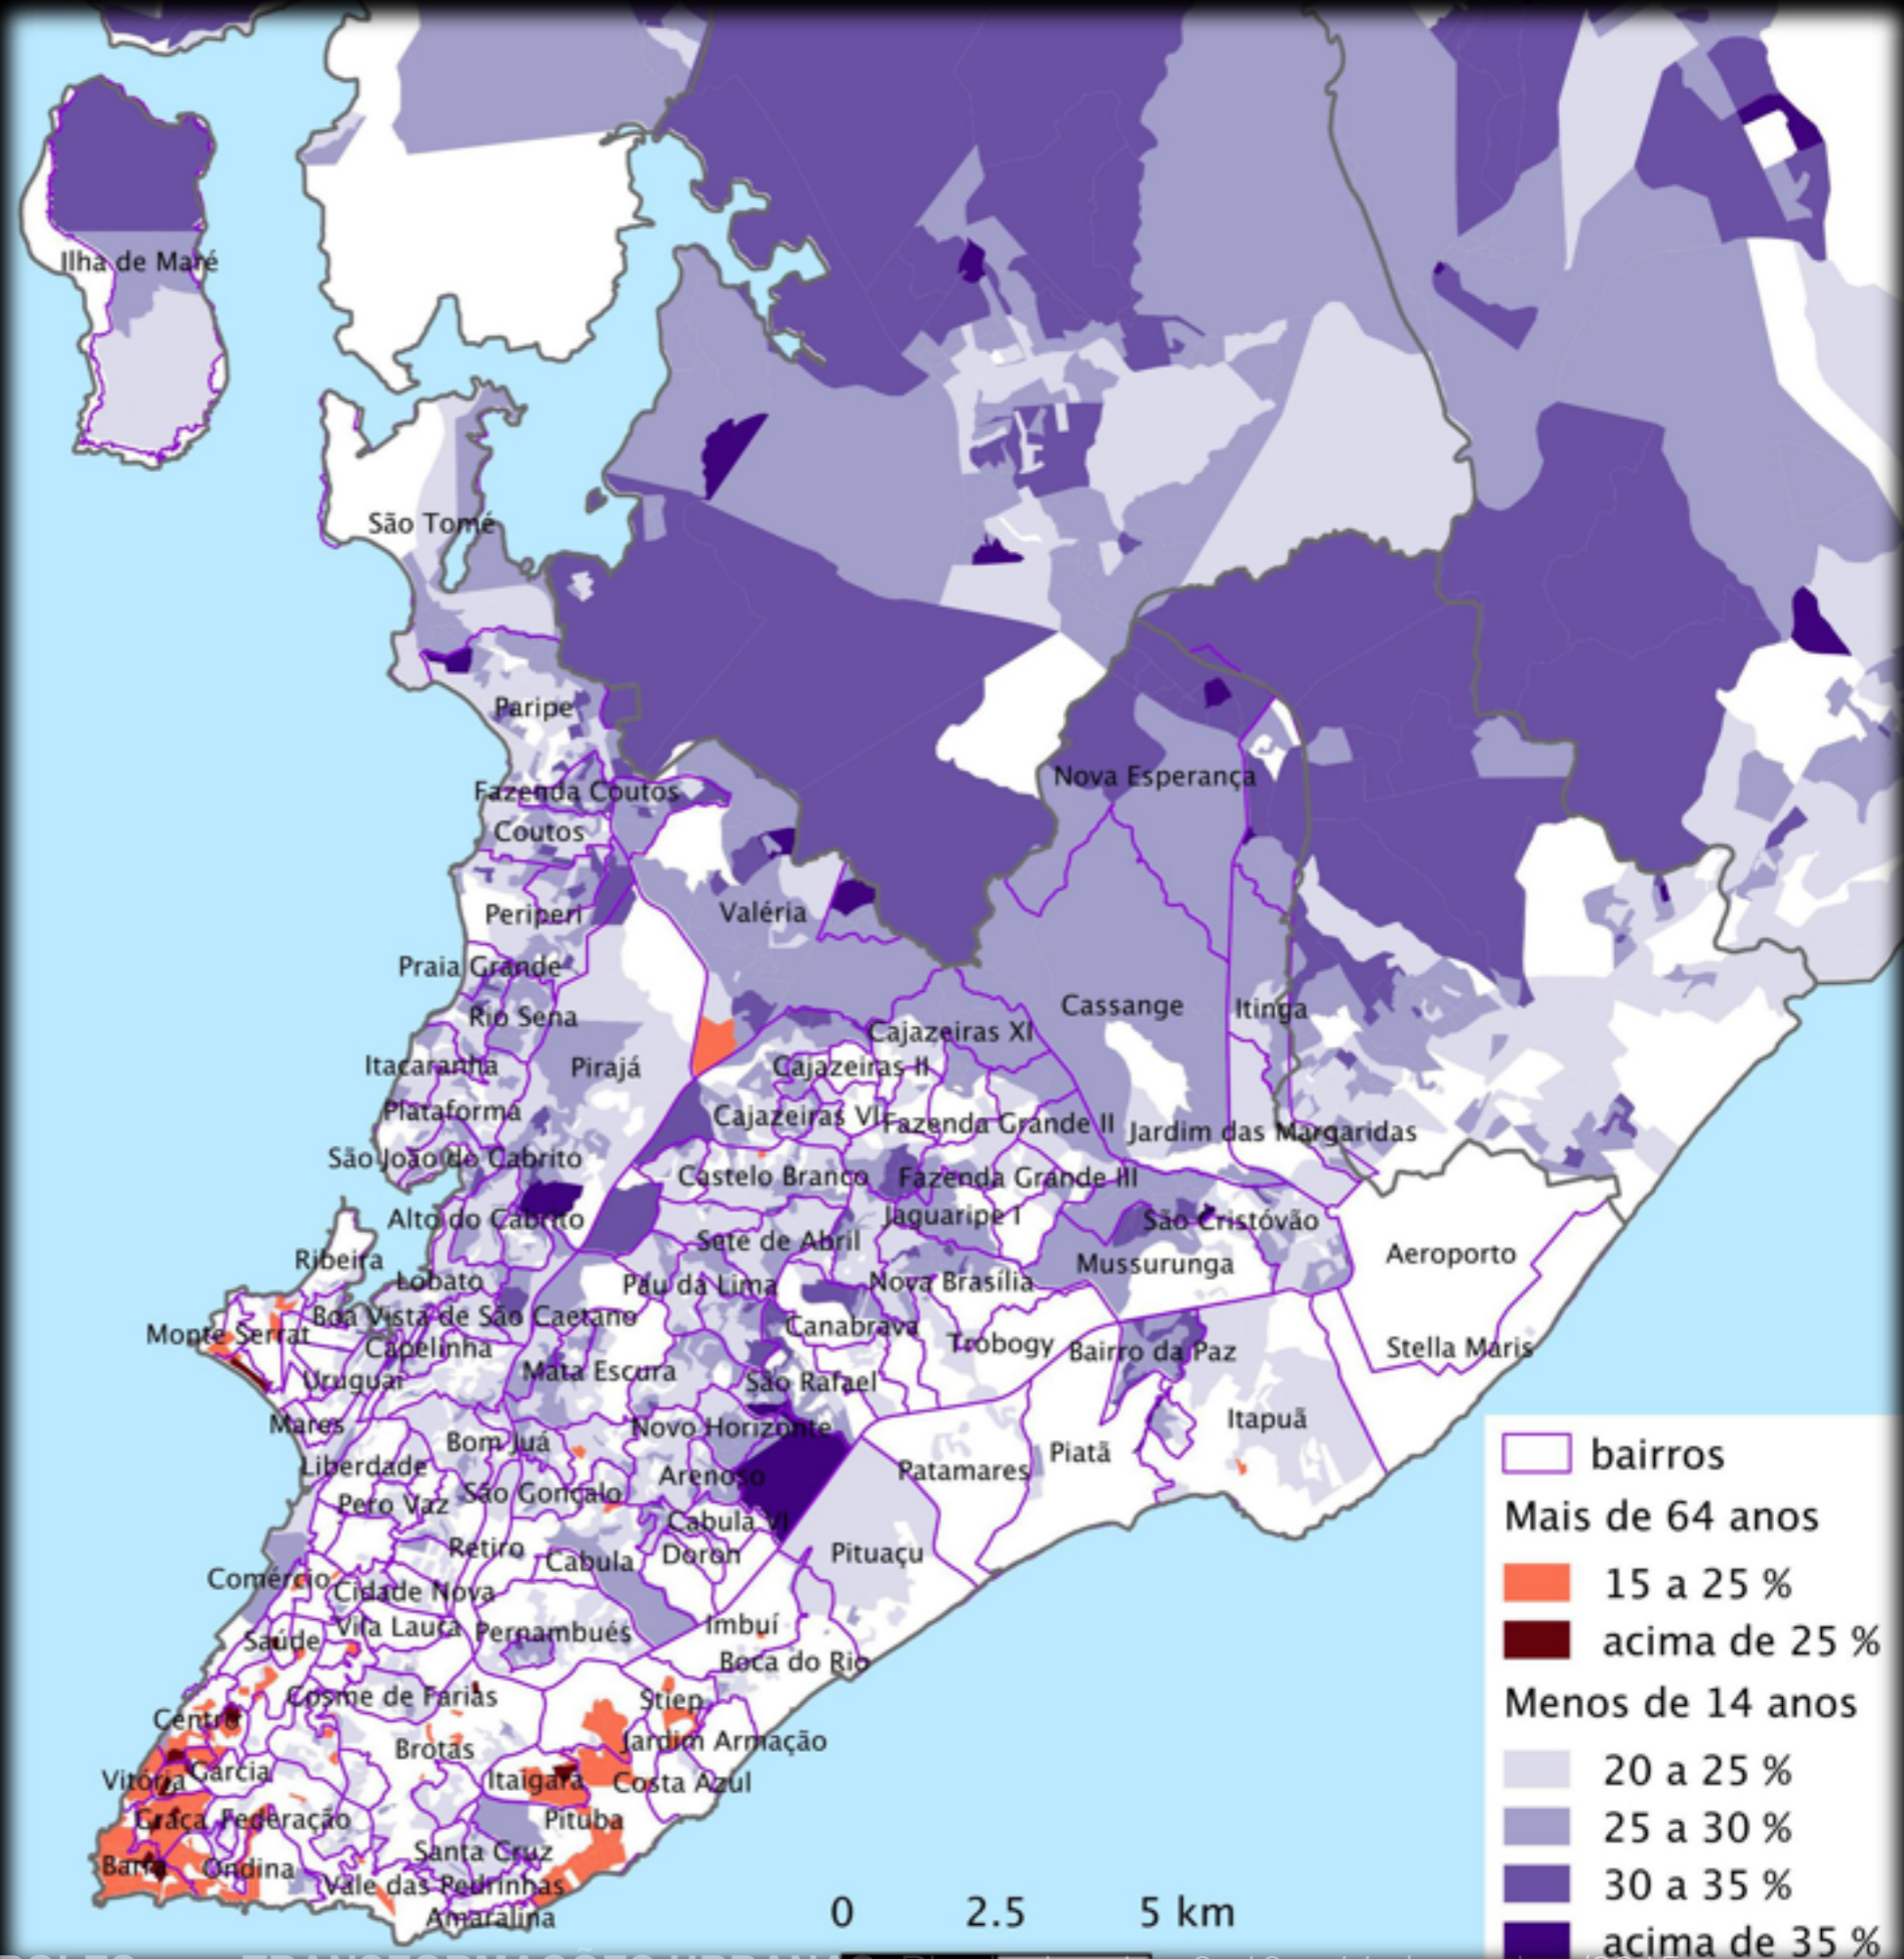 Ilha de Maré
São Tomé
Paripe
Nova Esperança
Fazenda Coutos
Coutos
Valéria
Periperi
Praia Grande
Cassange
Itinga
Rio Sena
Cajazeiras XI
Itacaranha
Pirajá
Cajazeiras II
Plataforma
Cajazeiras VI
Fazenda Grande II
Jardim das Margaridas
São João do Cabrito
Castelo Branco
Fazenda Grande III
Alto do Cabrito
Jaguaripe I
São Cristóvão
Sete de Abril
Aeroporto
Ribeira
Mussurunga
Lobato
Pau da Lima
Nova Brasília
Boa Vista de São Caetano
Canabrava
Monte Serrat
Capelinha
Trobogy
Bairro da Paz
Stella Maris
Mata Escura
Uruguai
São Rafael
Mares
Novo Horizonte
Itapuã
Bom Juá
Piatã
Liberdade
Arenoso
Patamares
Pero Vaz
São Gonçalo
Cabula VI
Retiro
Cabula
Doron
Pituaçu
Comércio
Cidade Nova
Saúde
Vila Laura
Pernambués
Imbuí
Boca do Rio
Cosme de Farias
Stiep
Centro
Brotas
Jardim Armação
Vitória
Garcia
Itaigara
Costa Azul
Graça
Federação
Pituba
Santa Cruz
Barra
Ondina
Vale das Pedrinhas
Amaralina
0 2.5 5 km
bairros
Mais de 64 anos
15 a 25 %
acima de 25 %
Menos de 14 anos
20 a 25 %
25 a 30 %
30 a 35 %
acima de 35 %
TRANSFORMAÇÕES URBANAS